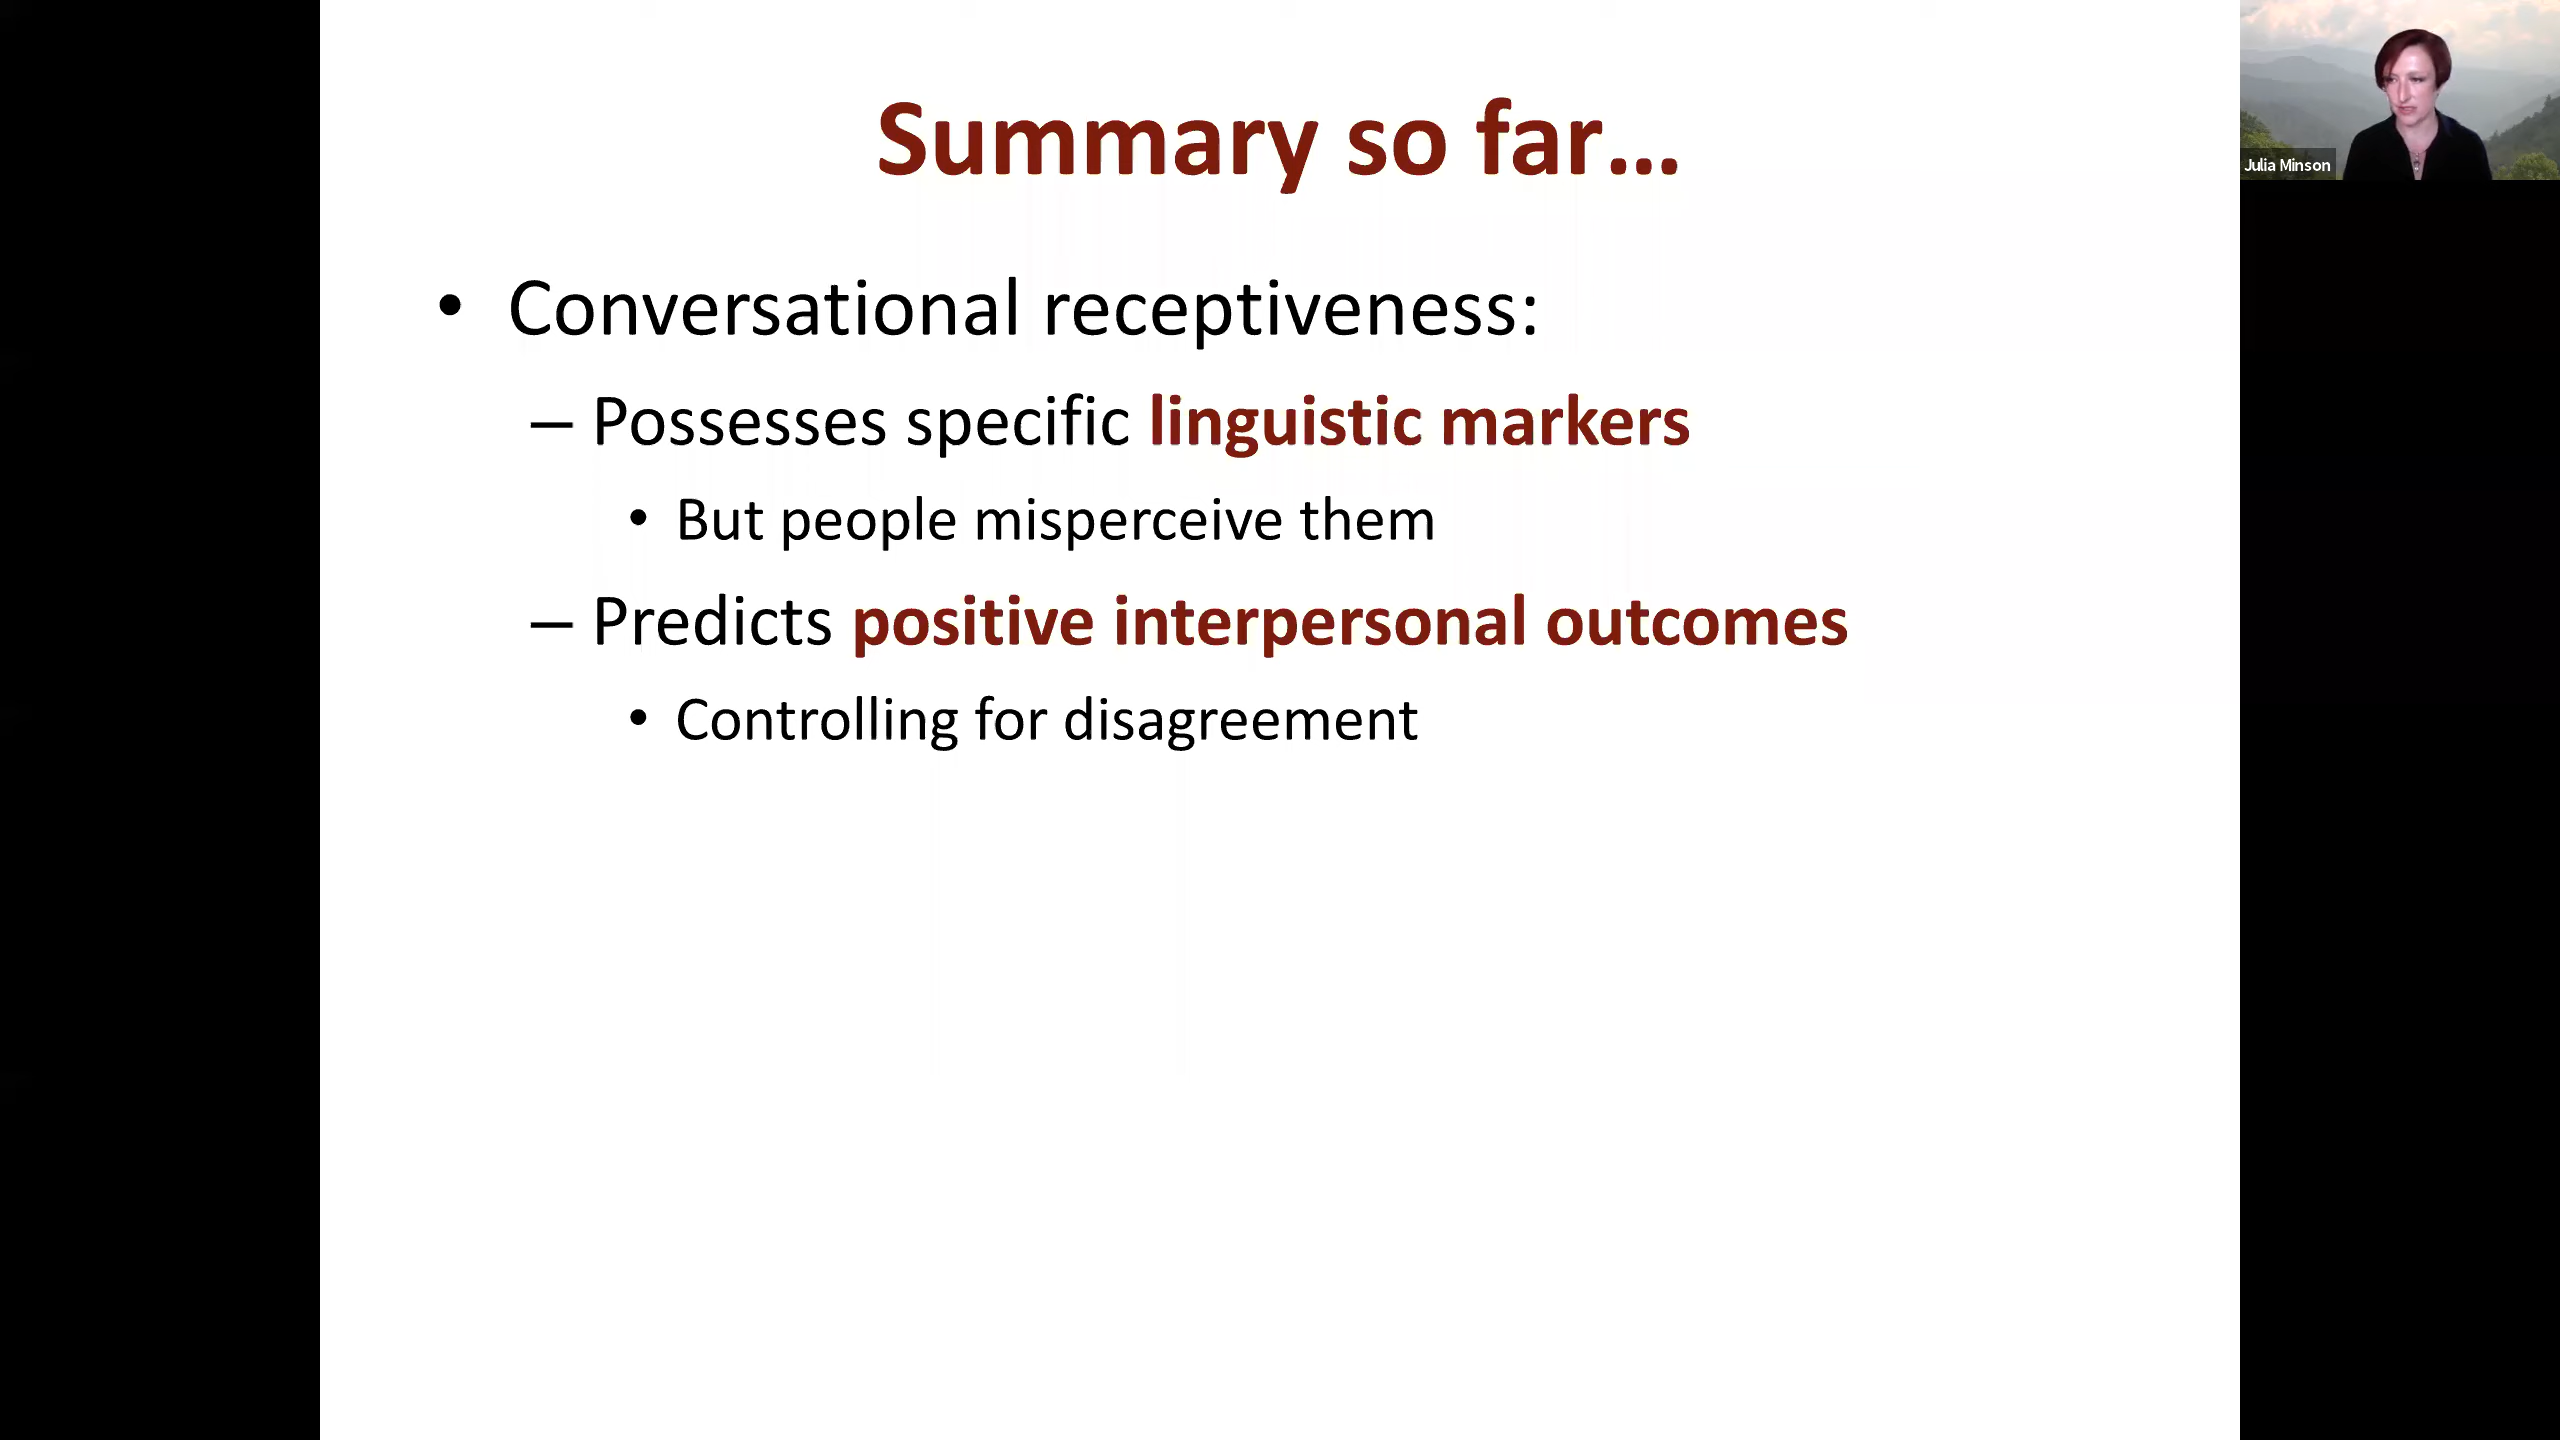 Summary so far...
• Conversational receptiveness:
– Possesses specific linguistic markers
• But people misperceive them
– Predicts positive interpersonal outcomes
• Controlling for disagreement
Julia Minson